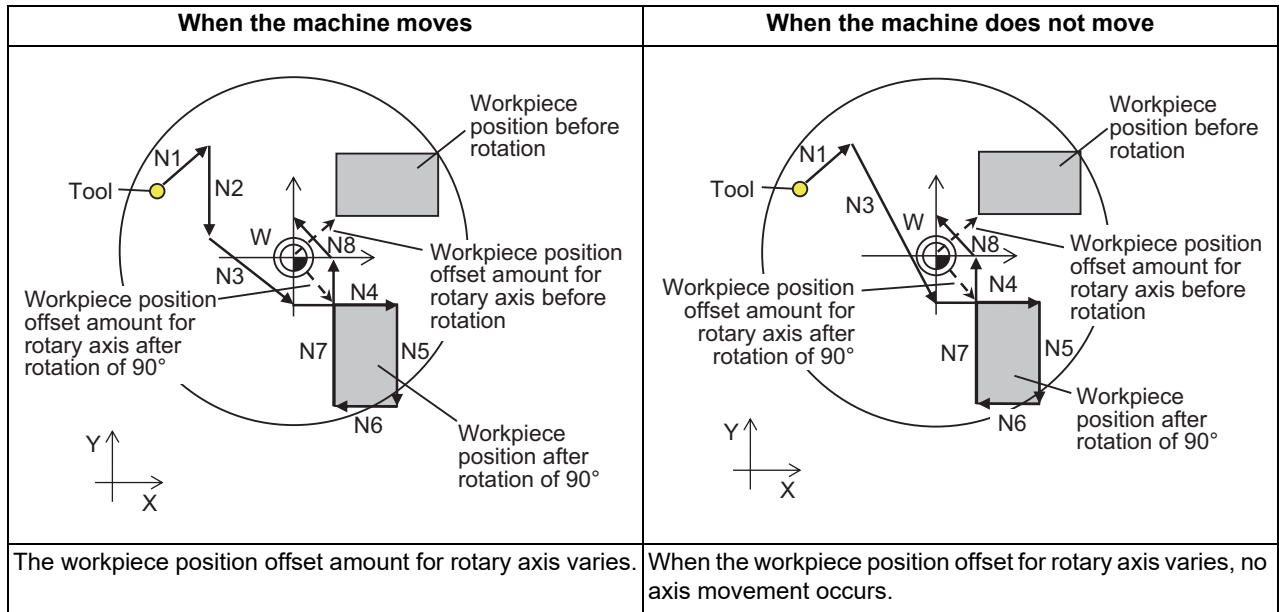 When the machine moves
When the machine does not move
Workpiece
position before
rotation
N1
N2
Tool
W
N8
N3
Workpiece position
offset amount for
rotary axis before
rotation
Workpiece position
offset amount for
rotary axis after
rotation of 90°
N4
N7
N5
N6
Workpiece
position after
rotation of 90°
Y
X
Workpiece
position before
rotation
N1
Tool
N3
W
N8
Workpiece position
offset amount for
rotary axis before
rotation
Workpiece position
offset amount for
rotary axis after
rotation of 90°
N4
N7
N5
N6
Workpiece
position after
rotation of 90°
Y
X
The workpiece position offset amount for rotary axis varies.
When the workpiece position offset for rotary axis varies, no
axis movement occurs.